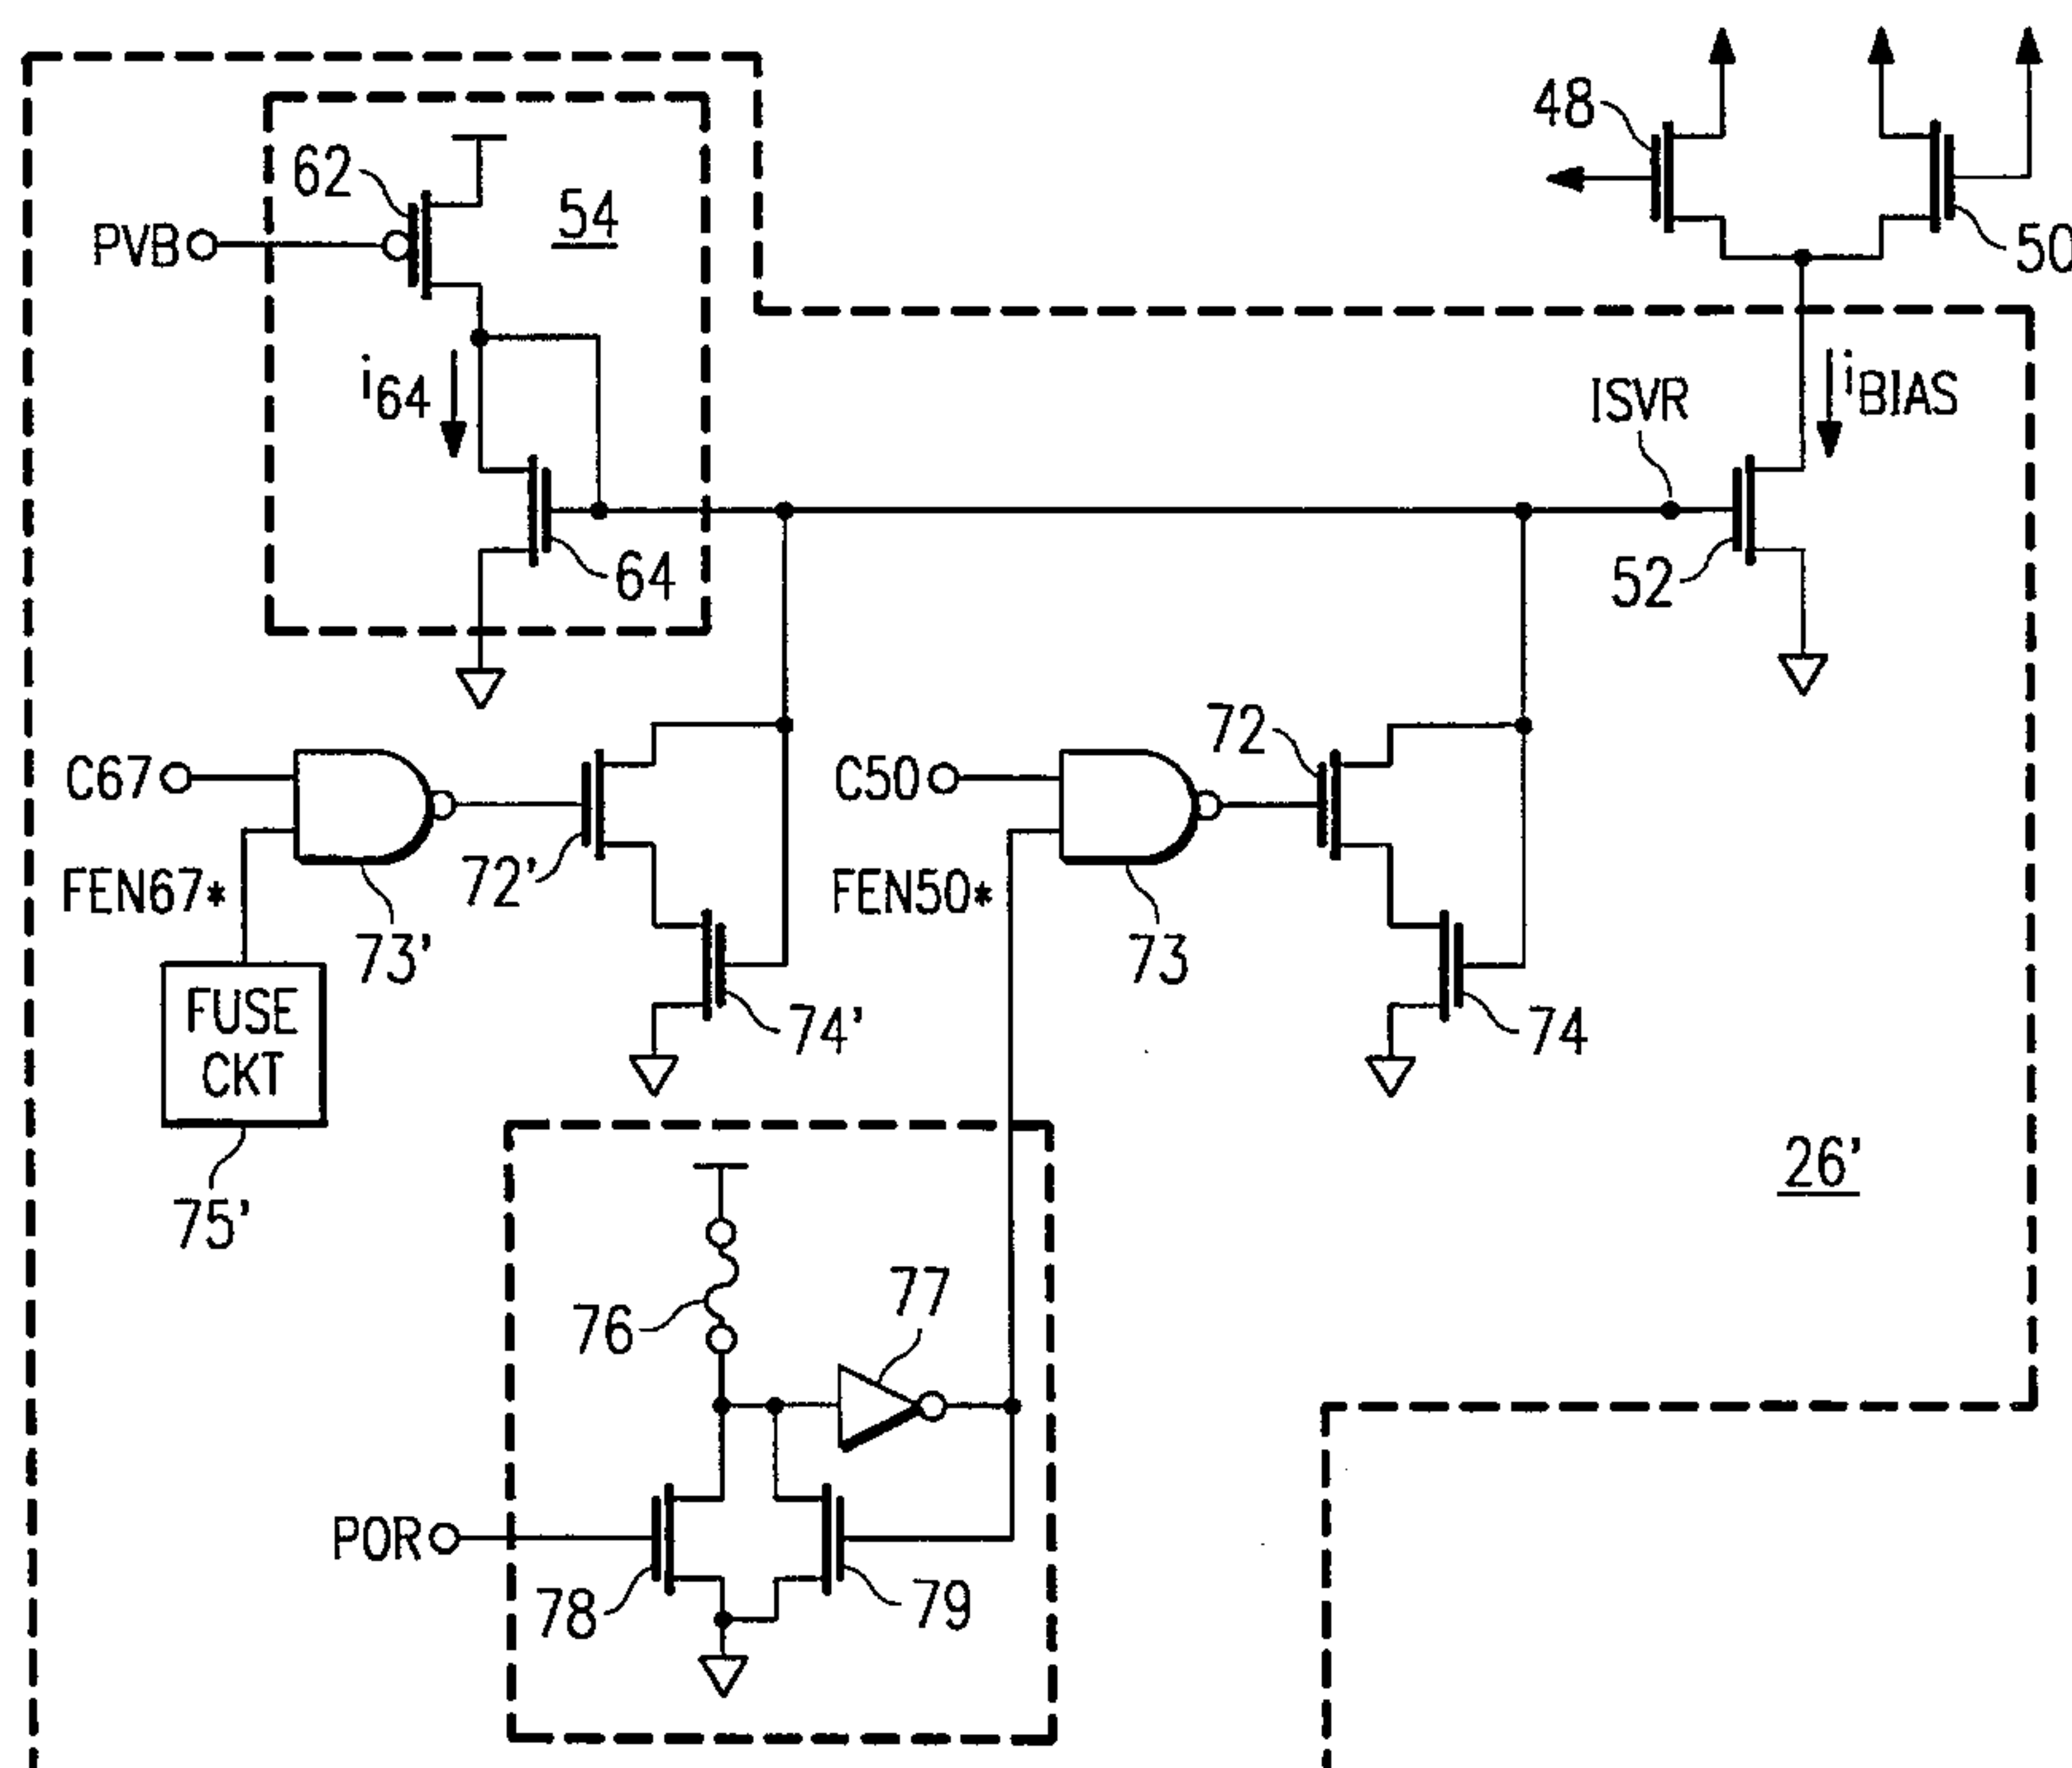 48
62
54
PVB
50
i64
ISVR
iBIAS
64
52
72
C67
C50
72'
FEN67*
FEN50*
73'
73
FUSE
CKT
74'
74
26'
75'
77
76
POR
78
79